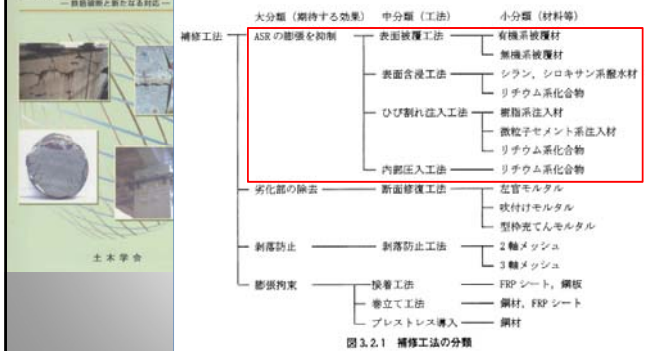 ― 鉄筋破断と新たなる対応 ―
土木学会
大分類（期待する効果） 中分類（工法） 小分類（材料等）
補修工法 ASRの膨張を抑制 表面被覆工法 有機系被覆材
無機系被覆材
表面含浸工法 シラン，シロキサン系撥水材
リチウム系化合物
ひび割れ注入工法 樹脂系注入材
微粒子セメント系注入材
リチウム系化合物
内部圧入工法 リチウム系化合物
劣化部の除去 断面修復工法 左官モルタル
吹付けモルタル
型枠充てんモルタル
剥落防止 剥落防止工法 2軸メッシュ
3軸メッシュ
膨張拘束 接着工法 FRPシート，鋼板
巻立て工法 鋼材，FRPシート
プレストレス導入 鋼材
図3.2.1 補修工法の分類